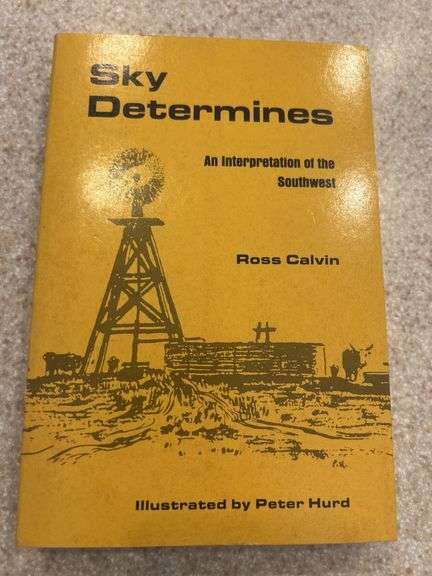 Sky
Determines
An Interpretation of the
Southwest
Ross Calvin
P.H.
Illustrated by Peter Hurd